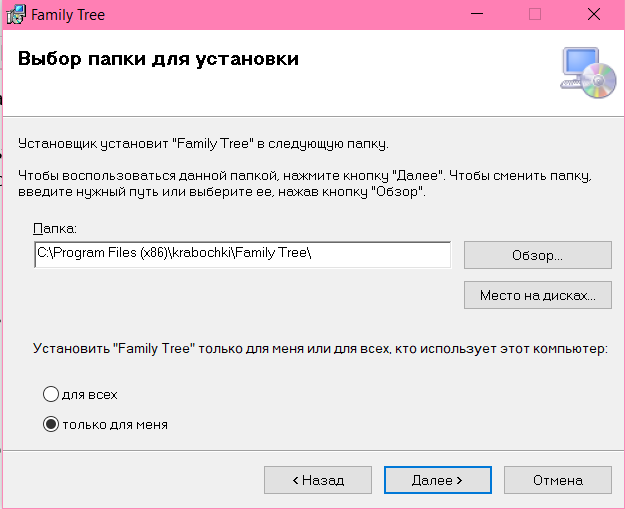 Family Tree
Выбор папки для установки
Установщик установит "Family Tree" в следующую папку.
Чтобы воспользоваться данной папкой, нажмите кнопку "Далее". Чтобы сменить папку,
введите нужный путь или выберите ее, нажав кнопку "Обзор".
Папка:
C:\Program Files (x86)\krabochki\Family Tree\
Обзор...
Место на дисках...
Установить "Family Tree" только для меня или для всех, кто использует этот компьютер:
для всех
только для меня
< Назад
Далее >
Отмена